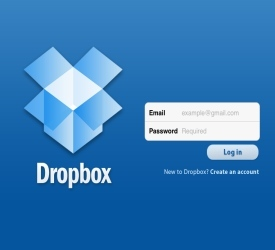 Dropbox
Email example@gmail.com
Password Required
Log in
New to Dropbox? Create an account